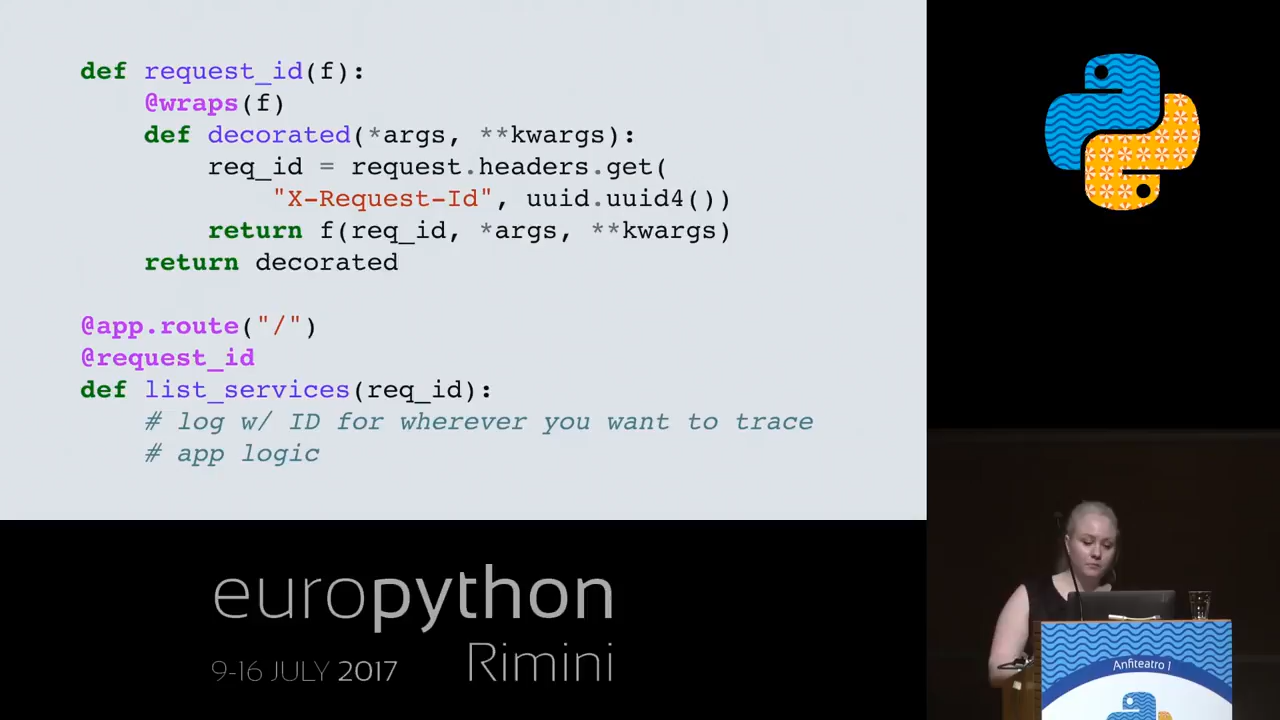 def request_id(f):
    @wraps(f)
    def decorated(*args, **kwargs):
        req_id = request.headers.get(
            "X-Request-Id", uuid.uuid4())
        return f(req_id, *args, **kwargs)
    return decorated

@app.route("/")
@request_id
def list_services(req_id):
    # log w/ ID for wherever you want to trace
    # app logic
europython
Rimini
9-16 JULY 2017
Anfiteatro 1